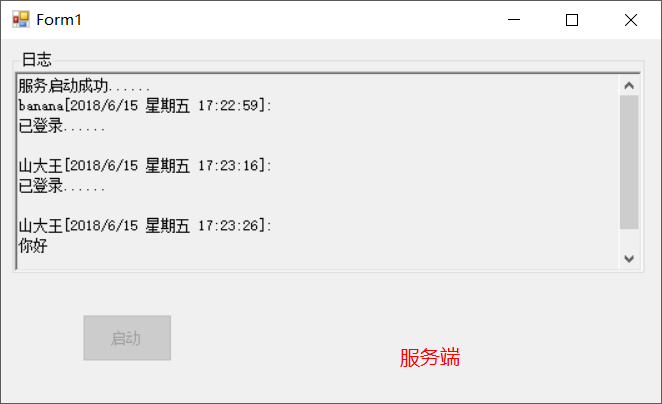 Form1
日志
服务启动成功......
banana[2018/6/15 星期五 17:22:59]:
已登录......
山大王[2018/6/15 星期五 17:23:16]:
已登录......
山大王[2018/6/15 星期五 17:23:26]:
你好
启动
服务端